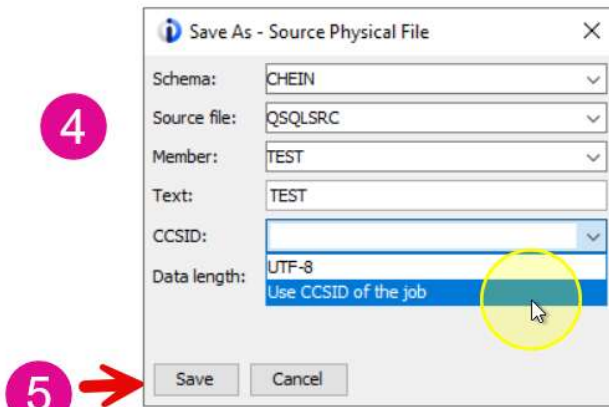 Save As - Source Physical File
4
Schema: CHEIN
Source file: QSQLSRC
Member: TEST
Text: TEST
CCSID:
UTF-8
Data length:
Use CCSID of the job
5
Save Cancel